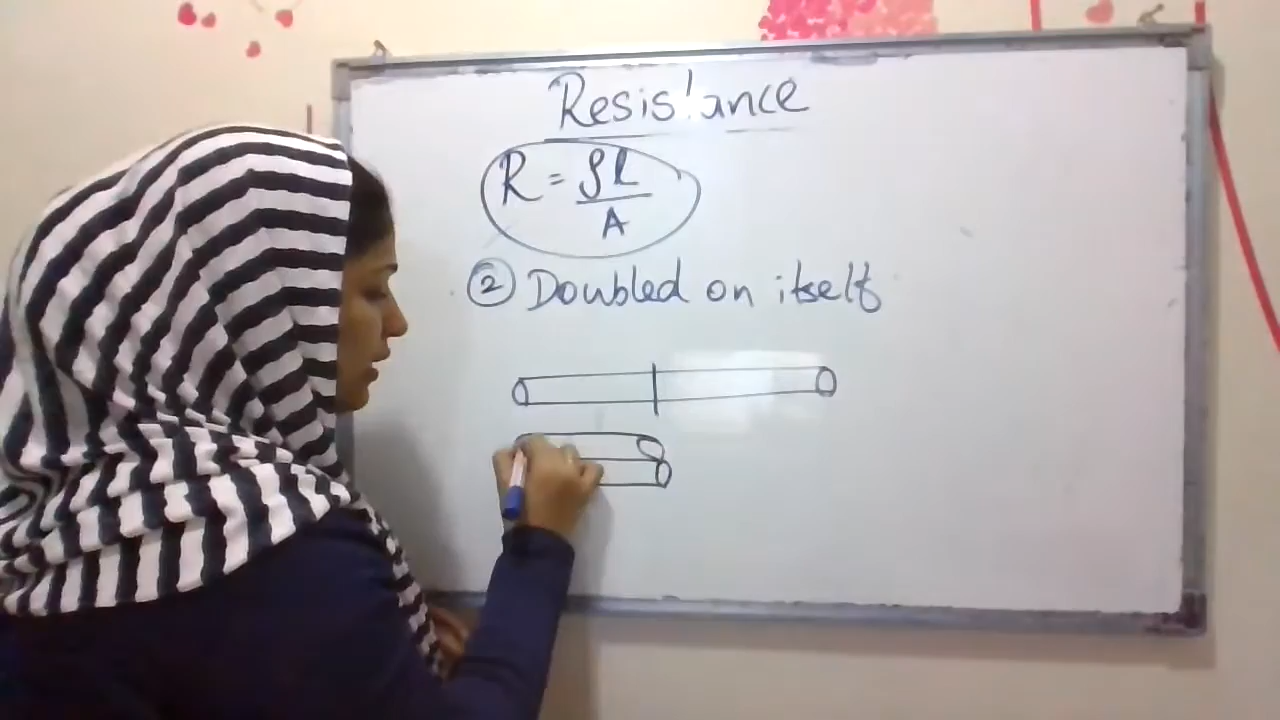 Resistance
R = ρL/A
② Doubled on itself